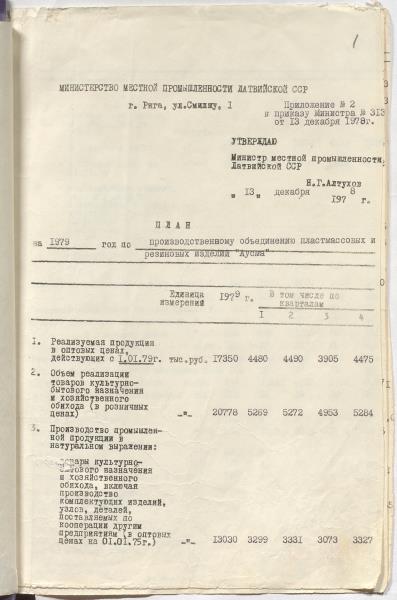 1
МИНИСТЕРСТВО МЕСТНОЙ ПРОМЫШЛЕННОСТИ ЛАТВИЙСКОЙ ССР
г. Рига, ул.Смилшу, 1
Приложение № 2
к приказу Министра № 313
от 13 декабря 1978г.
УТВЕРЖДАЮ
Министр местной промышленности
Латвийской ССР
Н.Г.Алтухов
"13" декабря 1978 г.
ПЛАН
на 1979 год по производственному объединению пластмассовых и
резиновых изделий "Аусма"
Единица измерений 1979 г. В том числе по кварталам
1 2 3 4
1. Реализуемая продукция
в оптовых ценах,
действующих с 1.01.79г. тыс.руб. 17350 4480 4490 3905 4475
2. Объем реализации
товаров культурно-
бытового назначения
и хозяйственного
обихода (в розничных
ценах) -"- 20778 5269 5272 4953 5284
3. Производство промышлен-
ной продукции в
натуральном выражении:
товары культурно-
бытового назначения
и хозяйственного
обихода, включая
производство
комплектующих изделий,
узлов, деталей,
поставляемых по
кооперации другим
предприятиям (в оптовых
ценах на 01.01.75г.) -"- 13030 3299 3331 3073 3327